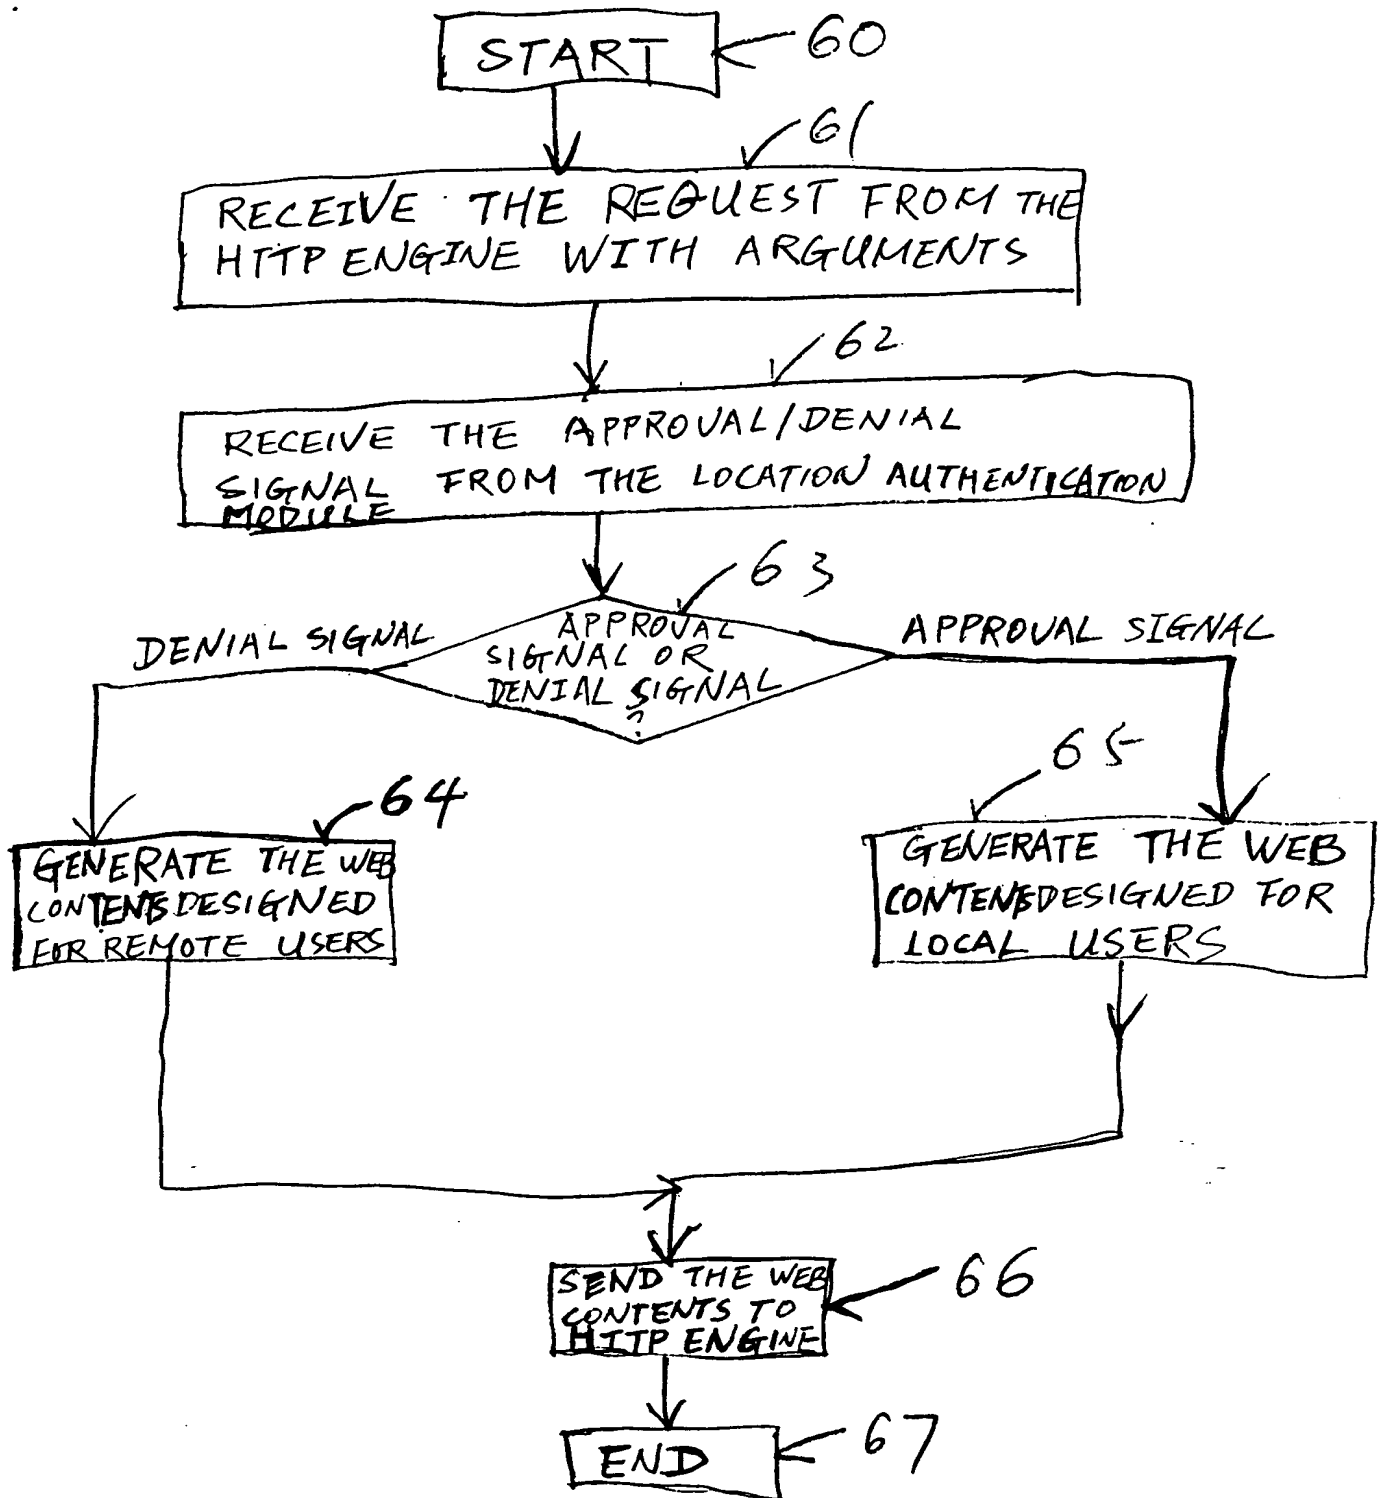 START
60
61
RECEIVE THE REQUEST FROM THE
HTTP ENGINE WITH ARGUMENTS
62
RECEIVE THE APPROVAL/DENIAL
SIGNAL FROM THE LOCATION AUTHENTICATION
MODULE
63
DENIAL SIGNAL
APPROVAL
SIGNAL OR
DENIAL SIGNAL
?
APPROVAL SIGNAL
64
GENERATE THE WEB
CONTENTS DESIGNED
FOR REMOTE USERS
65
GENERATE THE WEB
CONTENTS DESIGNED FOR
LOCAL USERS
SEND THE WEB
CONTENTS TO
HTTP ENGINE
66
END
67